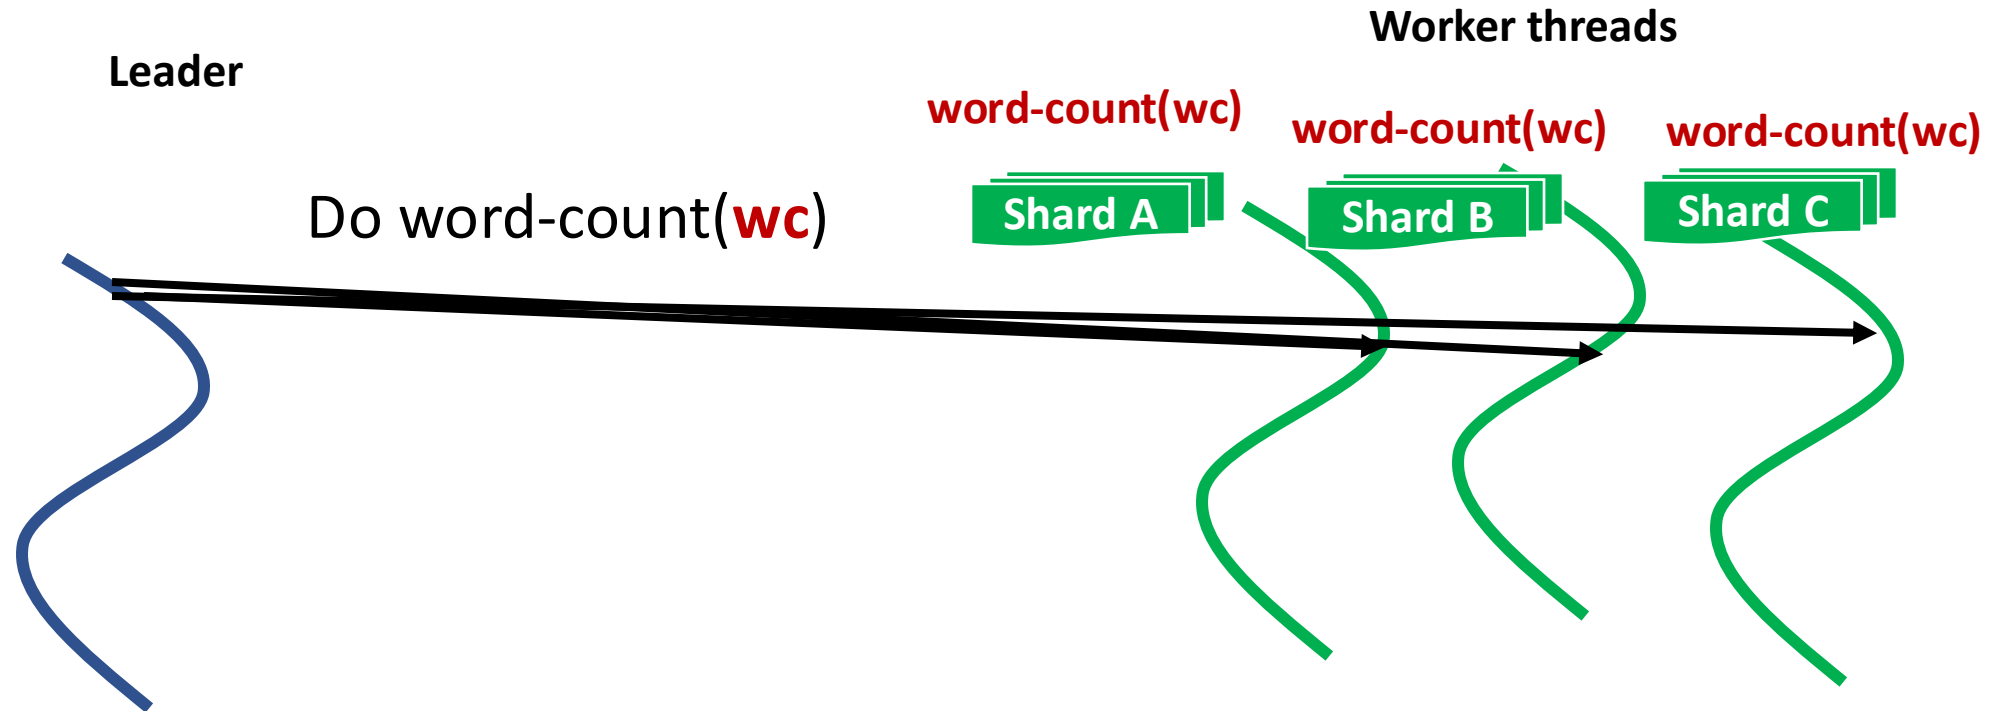 Leader
Worker threads
word-count(wc)
word-count(wc)
word-count(wc)
Do word-count(wc)
Shard A
Shard B
Shard C